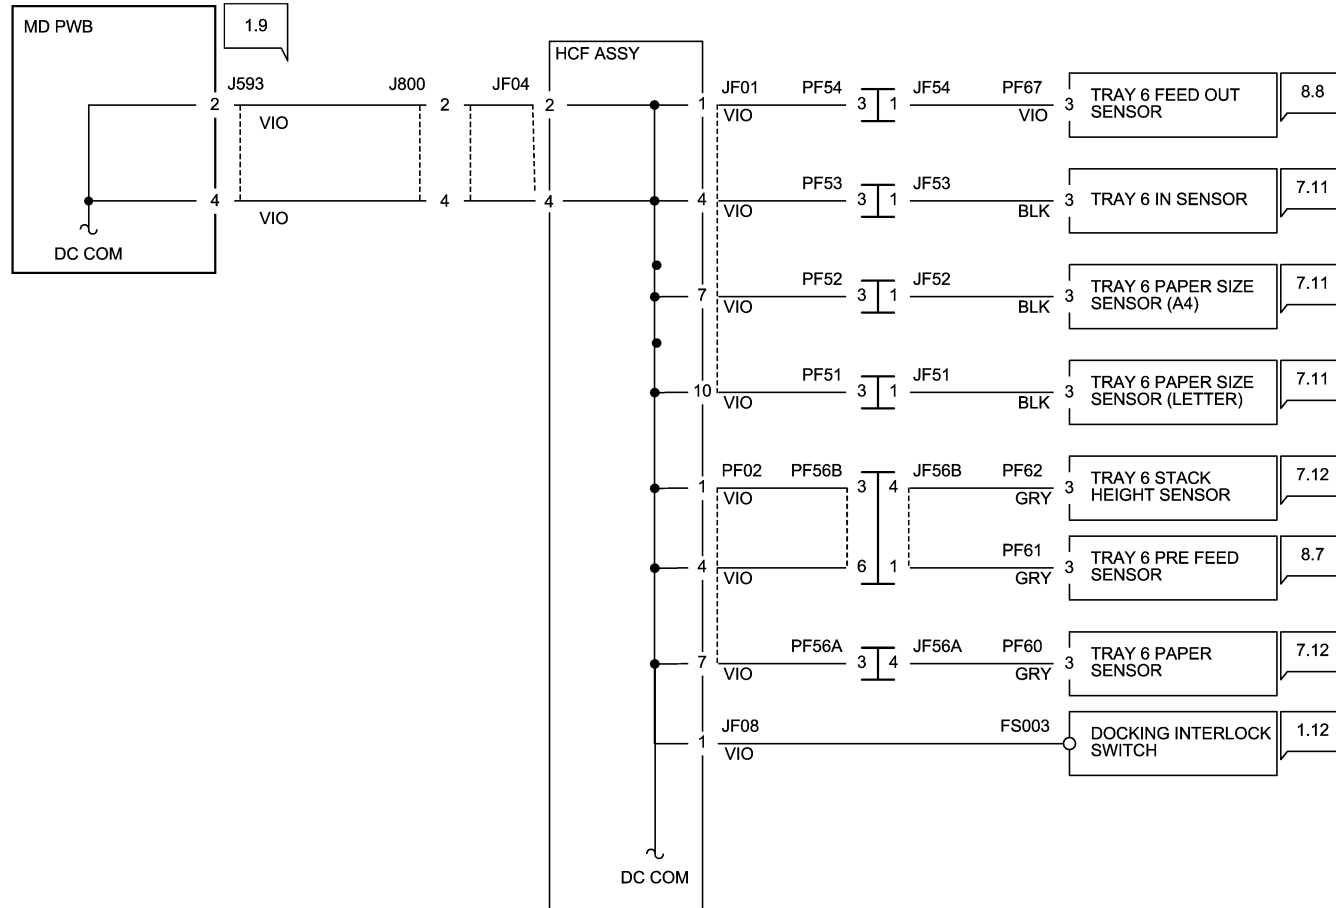 MD PWB
1.9
HCF ASSY
J593 J800 JF04
2 2 2
VIO
4 4 4
VIO
DC COM
1 JF01 PF54 3 1 JF54 PF67 3
VIO VIO
TRAY 6 FEED OUT
SENSOR
8.8
4 PF53 3 1 JF53 3
VIO BLK
TRAY 6 IN SENSOR
7.11
7 PF52 3 1 JF52 3
VIO BLK
TRAY 6 PAPER SIZE
SENSOR (A4)
7.11
10 PF51 3 1 JF51 3
VIO BLK
TRAY 6 PAPER SIZE
SENSOR (LETTER)
7.11
1 PF02 PF56B 3 4 JF56B PF62 3
VIO GRY
TRAY 6 STACK
HEIGHT SENSOR
7.12
4 6 1 PF61 3
VIO GRY
TRAY 6 PRE FEED
SENSOR
8.7
7 PF56A 3 4 JF56A PF60 3
VIO GRY
TRAY 6 PAPER
SENSOR
7.12
1 JF08 FS003
VIO
DOCKING INTERLOCK
SWITCH
1.12
DC COM